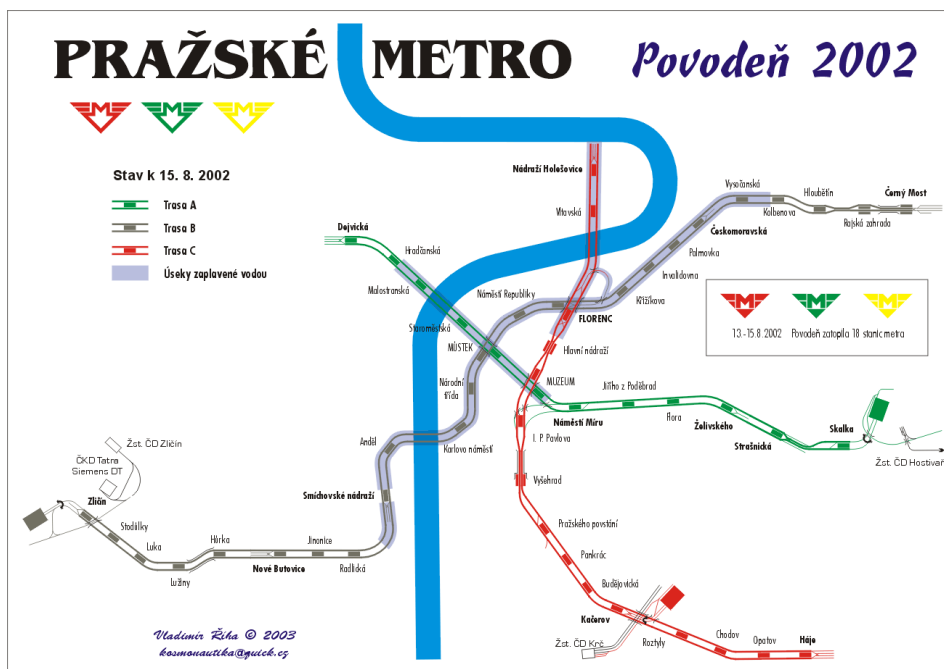 PRAŽSKÉ METRO
Povodeň 2002
Stav k 15. 8. 2002
Trasa A
Trasa B
Trasa C
Úseky zaplavené vodou
Nádraží Holešovice
Vltavská
Vysočanská
Kolbenova
Hloubětín
Rajská zahrada
Černý Most
Českomoravská
Palmovka
Invalidovna
Křižíkova
Dejvická
Hradčanská
Malostranská
Staroměstská
Náměstí Republiky
FLORENC
MŮSTEK
Hlavní nádraží
MUZEUM
13.-15.8.2002
Povodeň zatopila 18 stanic metra
Národní
třída
Karlovo náměstí
Anděl
Smíchovské nádraží
Jiřího z Poděbrad
Náměstí Míru
Flora
Želivského
Strašnická
Skalka
Žst. ČD Hostivař
I. P. Pavlova
Vyšehrad
Žst. ČD Zličín
ČKD Tatra
Siemens DT
Zličín
Stodůlky
Luka
Lužiny
Hůrka
Nové Butovice
Jinonice
Radlická
Pražského povstání
Pankrác
Budějovická
Kačerov
Žst. ČD Krč
Roztyly
Chodov
Opatov
Háje
Vladimír Říha © 2003
kosmonautika@quick.cz